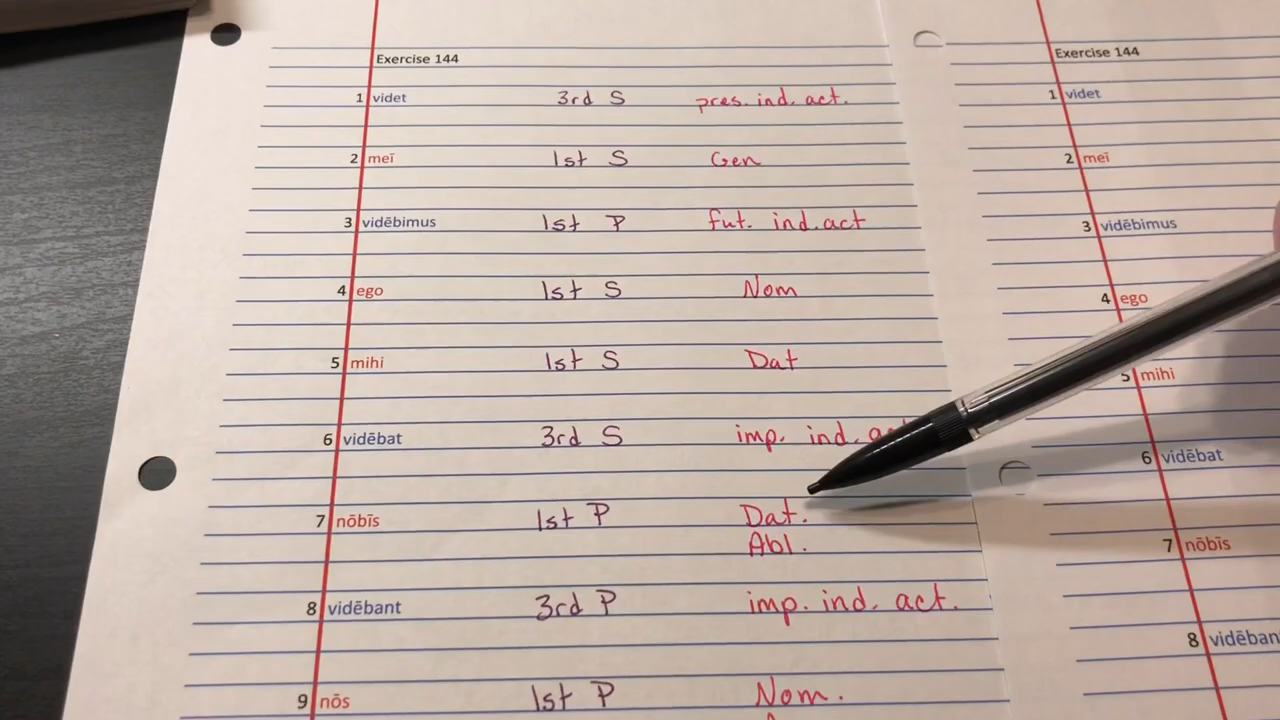 Exercise 144
1 videt 3rd S pres. ind. act.
2 meī 1st S Gen
3 vidēbimus 1st P fut. ind. act
4 ego 1st S Nom
5 mihi 1st S Dat
6 vidēbat 3rd S imp. ind.
7 nōbīs 1st P Dat.
Abl.
8 vidēbant 3rd P imp. ind. act.
9 nōs 1st P Nom.
Exercise 144
1 videt
2 meī
3 vidēbimus
4 ego
5 mihi
6 vidēbat
7 nōbīs
8 vidēban